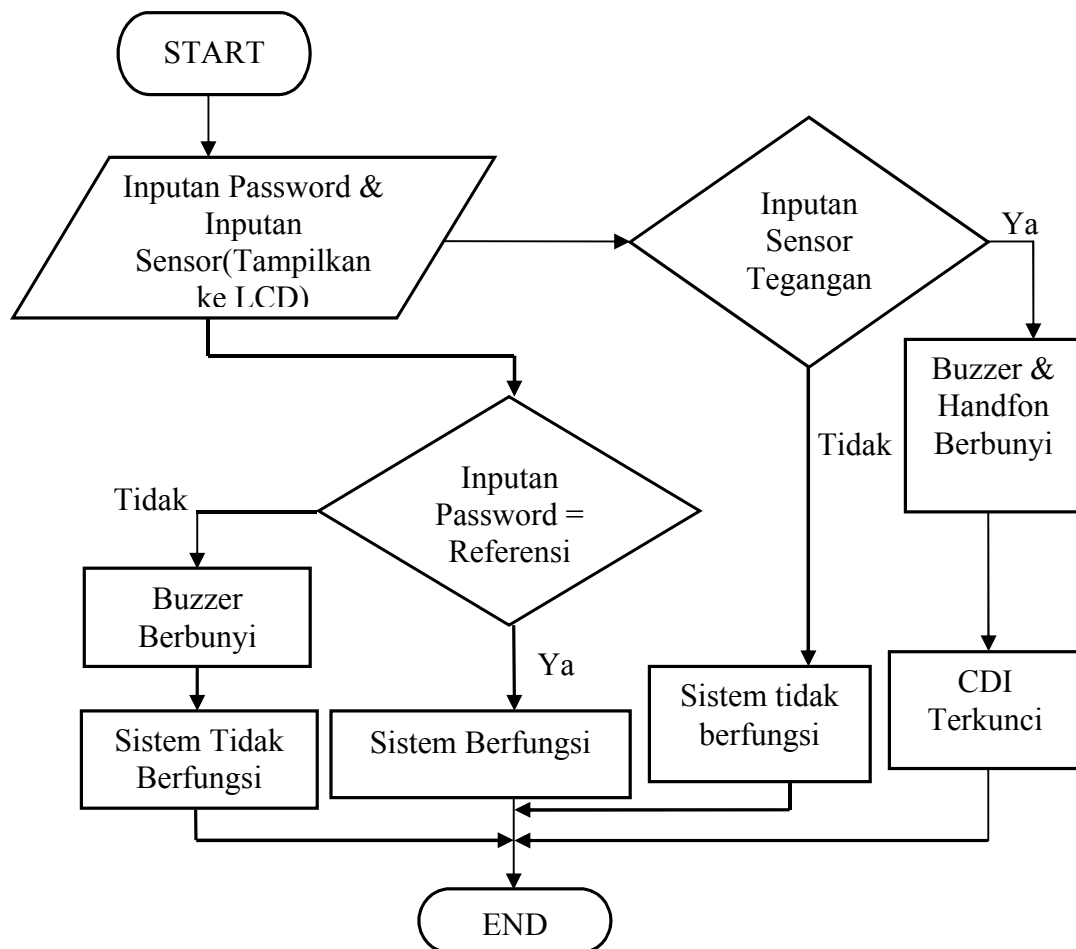 START
Inputan Password &
Inputan
Sensor(Tampilkan
ke LCD)
Inputan
Sensor
Tegangan
Ya
Buzzer &
Handfon
Berbunyi
Tidak
Inputan
Password =
Referensi
Tidak
Buzzer
Berbunyi
Ya
Sistem tidak
berfungsi
CDI
Terkunci
Sistem Tidak
Berfungsi
Sistem Berfungsi
END